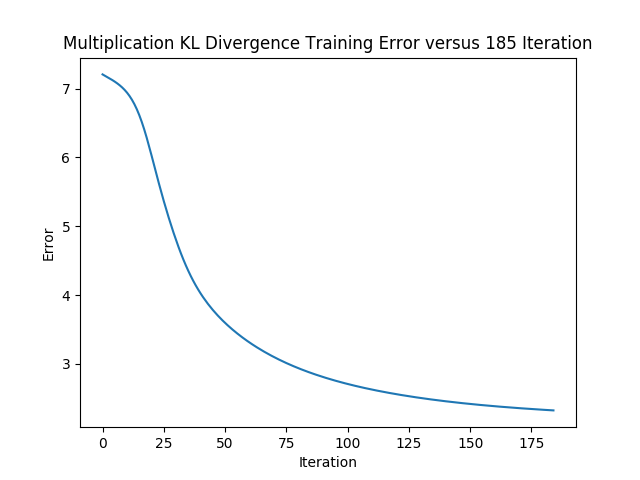 Multiplication KL Divergence Training Error versus 185 Iteration
7
6
5
4
3
Error
0 25 50 75 100 125 150 175
Iteration